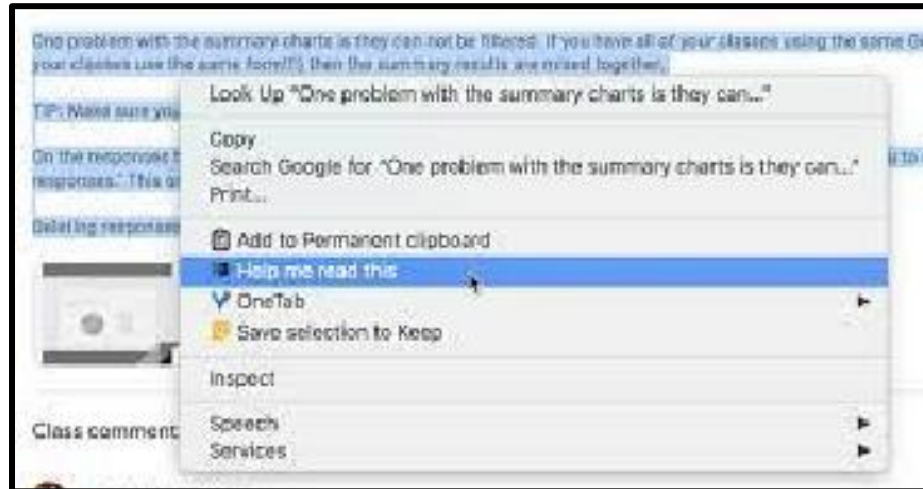 One problem with the summary charts is they can not be filtered. If you have all of your classes using the same
your classes use the same form!!!) then the summary results are mixed together.
TIP: Make sure you
On the responses
responses." This
Deleting responses
Look Up "One problem with the summary charts is they can..."
Copy
Search Google for "One problem with the summary charts is they can..."
Print...
Add to Permanent clipboard
Help me read this
OneTab
Save selection to Keep
Inspect
Class comment
Speech
Services